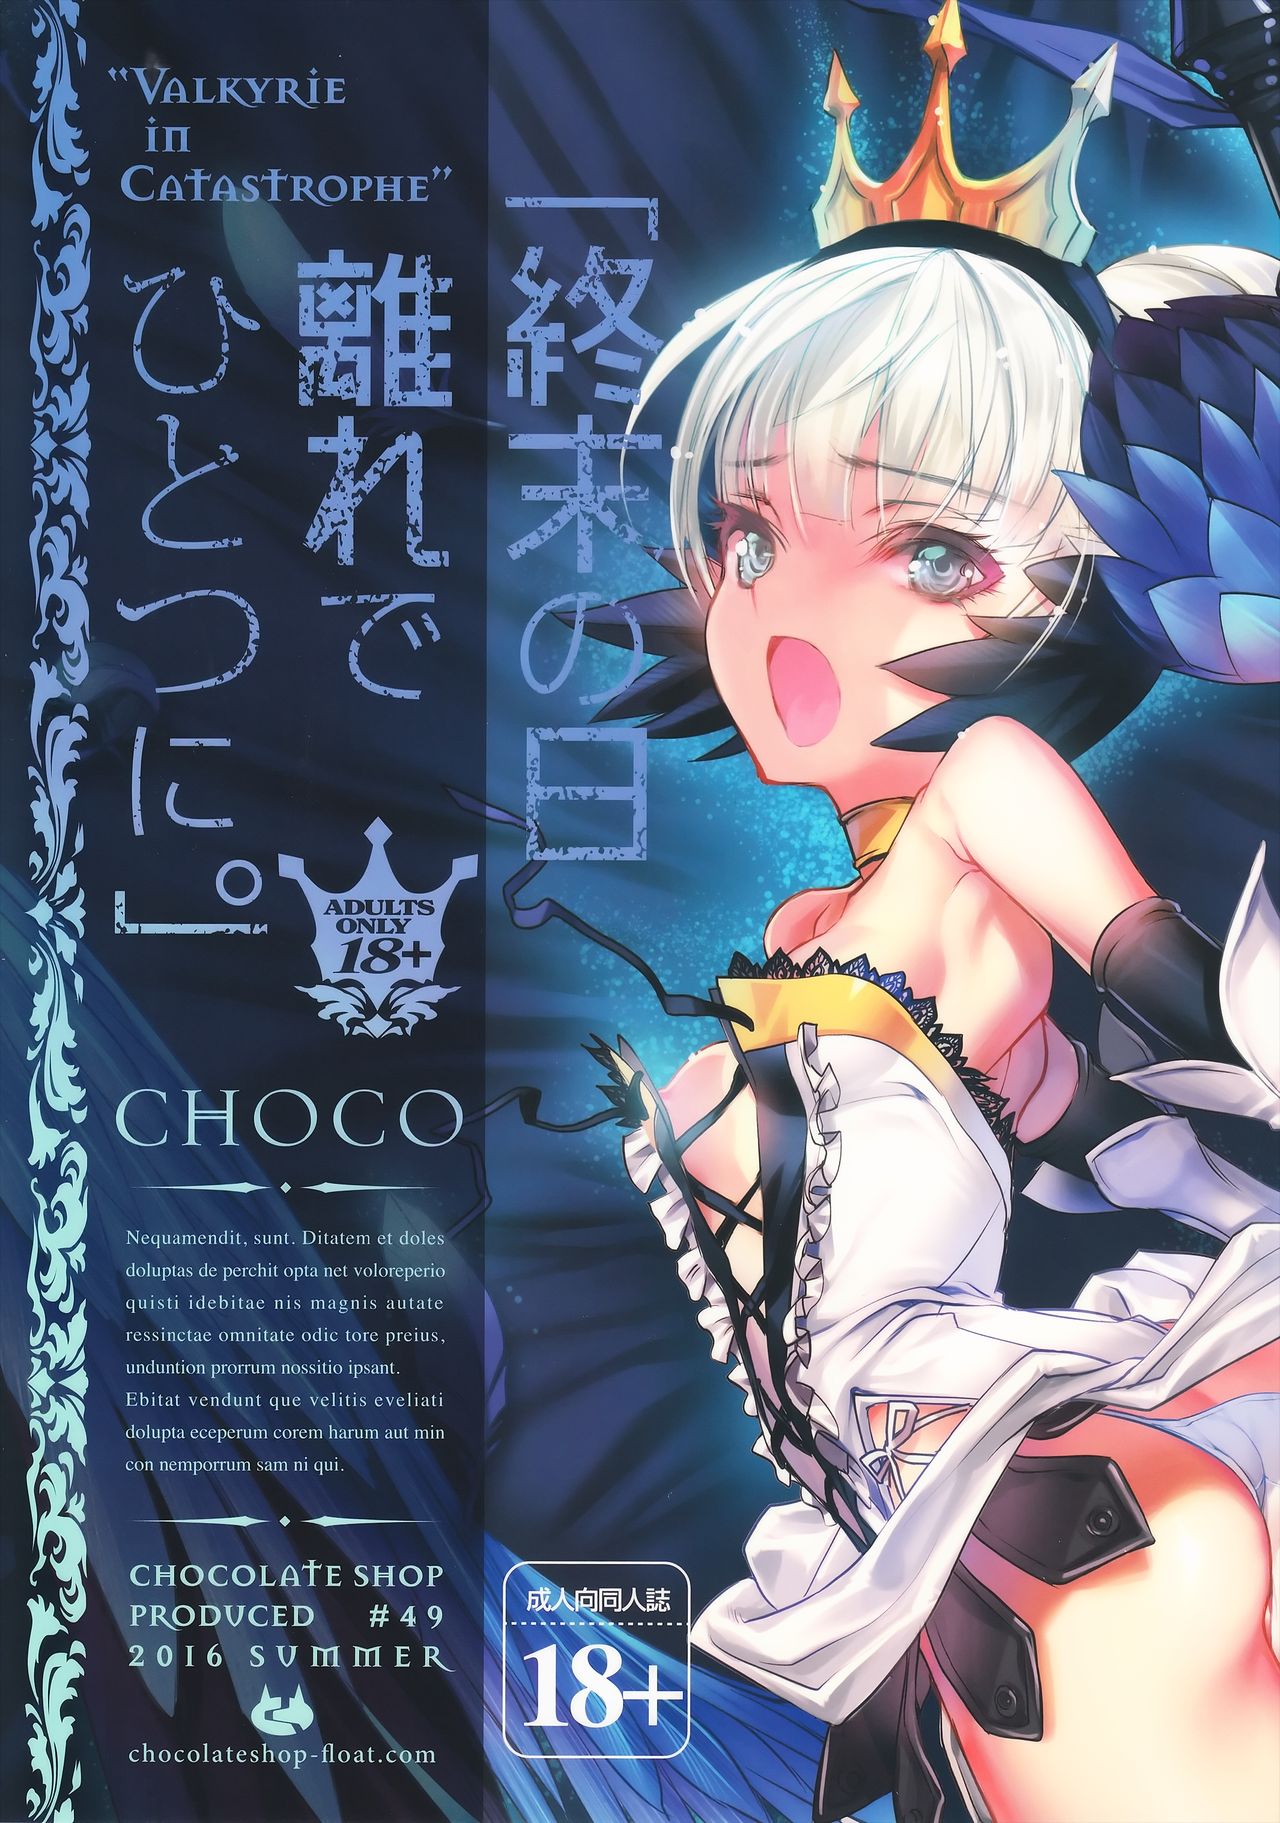 "VALKYRIE
in
CATASTROPHE"
「終末の日
離れで
ひとつに。」
ADULTS
ONLY
18+
CHOCO
Nequamendit, sunt. Ditatem et doles
doluptas de perchit opta net voloreperio
quisti idebitae nis magnis autate
ressinctae omnitate odic tore preius,
unduntion prorrum nossitio ipsant.
Ebitat vendunt que velitis eveliati
dolupta eceperum corem harum aut min
con nemporrum sam ni qui.
CHOCOLATE SHOP
PRODUCED #49
2016 SUMMER
chocolateshop-float.com
成人向同人誌
18+